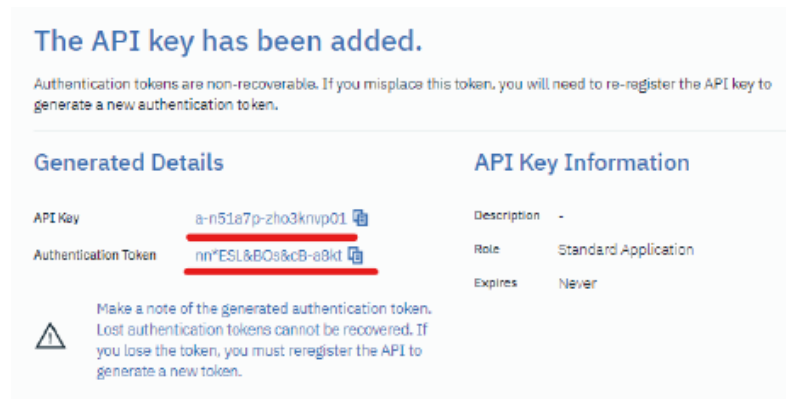 The API key has been added.
Authentication tokens are non-recoverable. If you misplace this token, you will need to re-register the API key to
generate a new authentication token.
Generated Details
API Key a-n51a7p-zho3knvp01
Authentication Token nn*ESL&BOs&cB-a8kt
Make a note of the generated authentication token.
Lost authentication tokens cannot be recovered. If
you lose the token, you must reregister the API to
generate a new token.
API Key Information
Description -
Role Standard Application
Expires Never